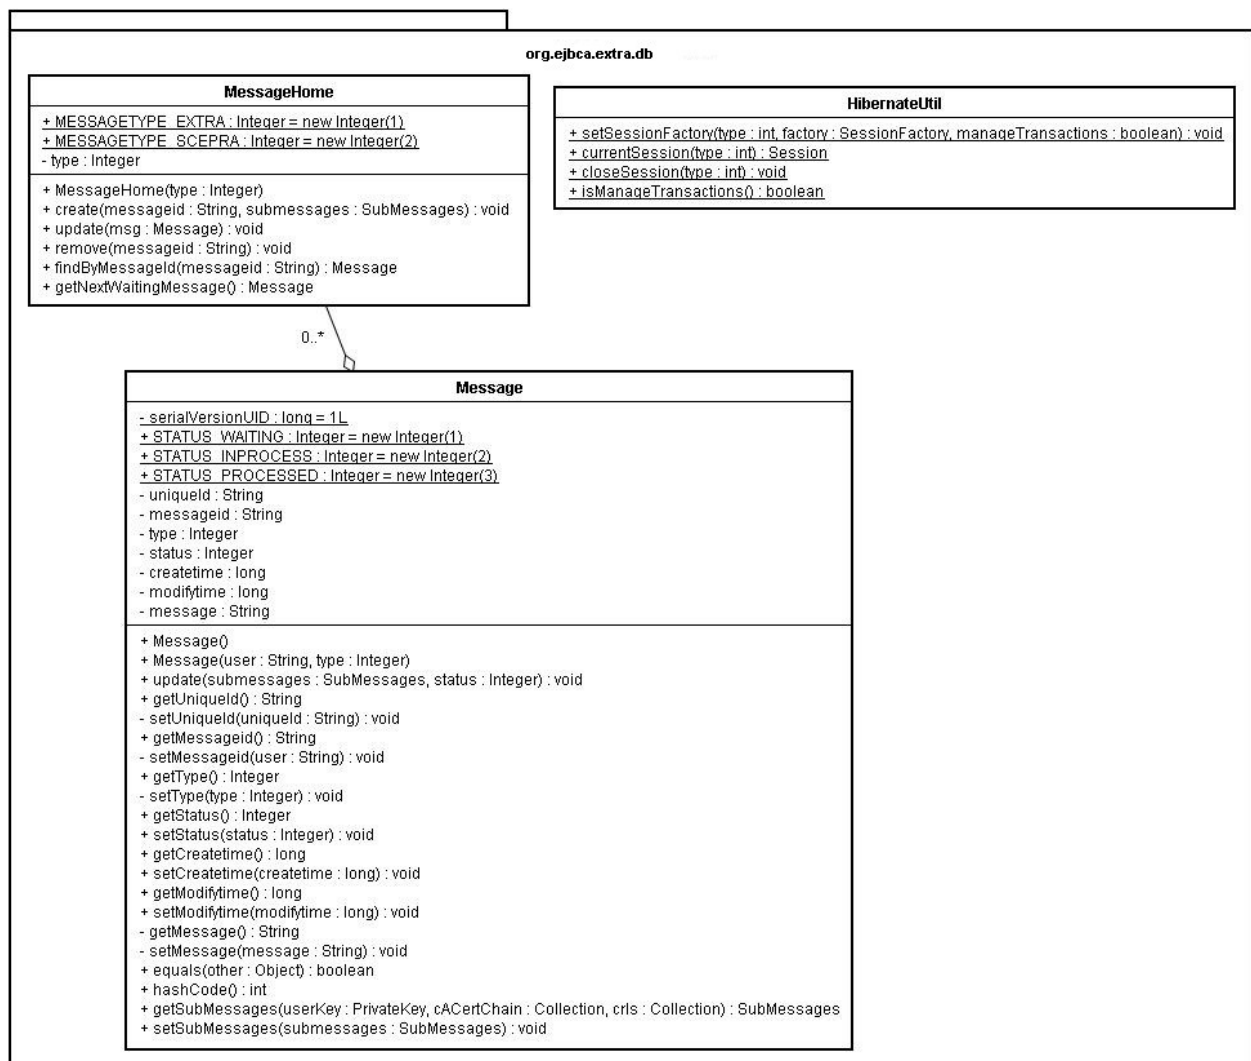 org.ejbca.extra.db
MessageHome
+ MESSAGETYPE_EXTRA : Integer = new Integer(1)
+ MESSAGETYPE_SCEPRA : Integer = new Integer(2)
- type : Integer
+ MessageHome(type : Integer)
+ create(messageid : String, submessages : SubMessages) : void
+ update(msg : Message) : void
+ remove(messageid : String) : void
+ findByMessageId(messageid : String) : Message
+ getNextWaitingMessage() : Message
HibernateUtil
+ setSessionFactory(type : int, factory : SessionFactory, manageTransactions : boolean) : void
+ currentSession(type : int) : Session
+ closeSession(type : int) : void
+ isManageTransactions() : boolean
0..*
Message
- serialVersionUID : long = 1L
+ STATUS_WAITING : Integer = new Integer(1)
+ STATUS_INPROCESS : Integer = new Integer(2)
+ STATUS_PROCESSED : Integer = new Integer(3)
- uniqueId : String
- messageid : String
- type : Integer
- status : Integer
- createtime : long
- modifytime : long
- message : String
+ Message()
+ Message(user : String, type : Integer)
+ update(submessages : SubMessages, status : Integer) : void
+ getUniqueId() : String
- setUniqueId(uniqueId : String) : void
+ getMessageid() : String
- setMessageid(user : String) : void
+ getType() : Integer
- setType(type : Integer) : void
+ getStatus() : Integer
+ setStatus(status : Integer) : void
+ getCreatetime() : long
+ setCreatetime(createtime : long) : void
+ getModifytime() : long
+ setModifytime(modifytime : long) : void
- getMessage() : String
- setMessage(message : String) : void
+ equals(other : Object) : boolean
+ hashCode() : int
+ getSubMessages(userKey : PrivateKey, cACertChain : Collection, crls : Collection) : SubMessages
+ setSubMessages(submessages : SubMessages) : void